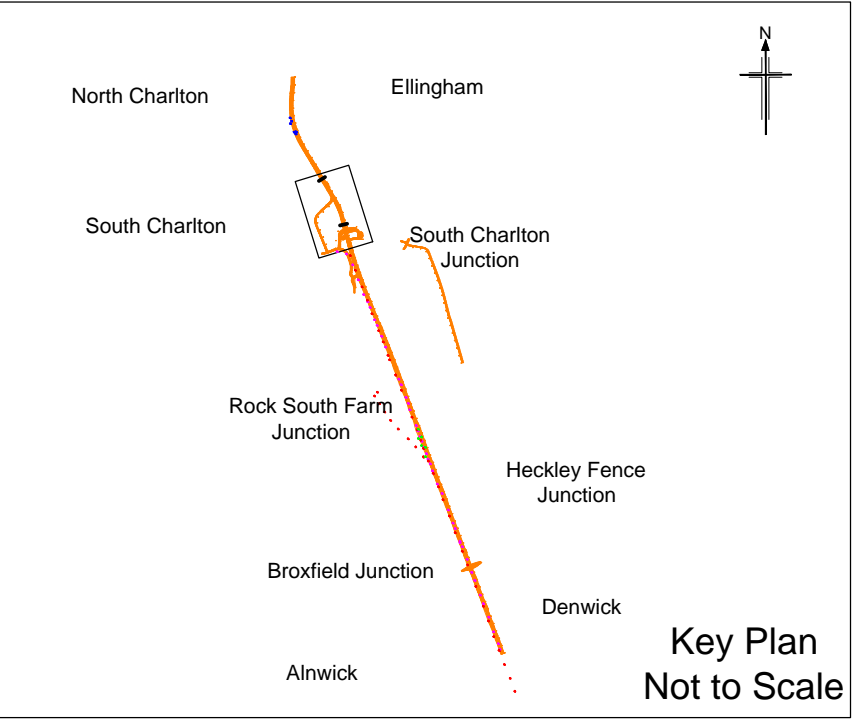 N
Ellingham
North Charlton
South Charlton
South Charlton
Junction
Rock South Farm
Junction
Heckley Fence
Junction
Broxfield Junction
Denwick
Alnwick
Key Plan
Not to Scale